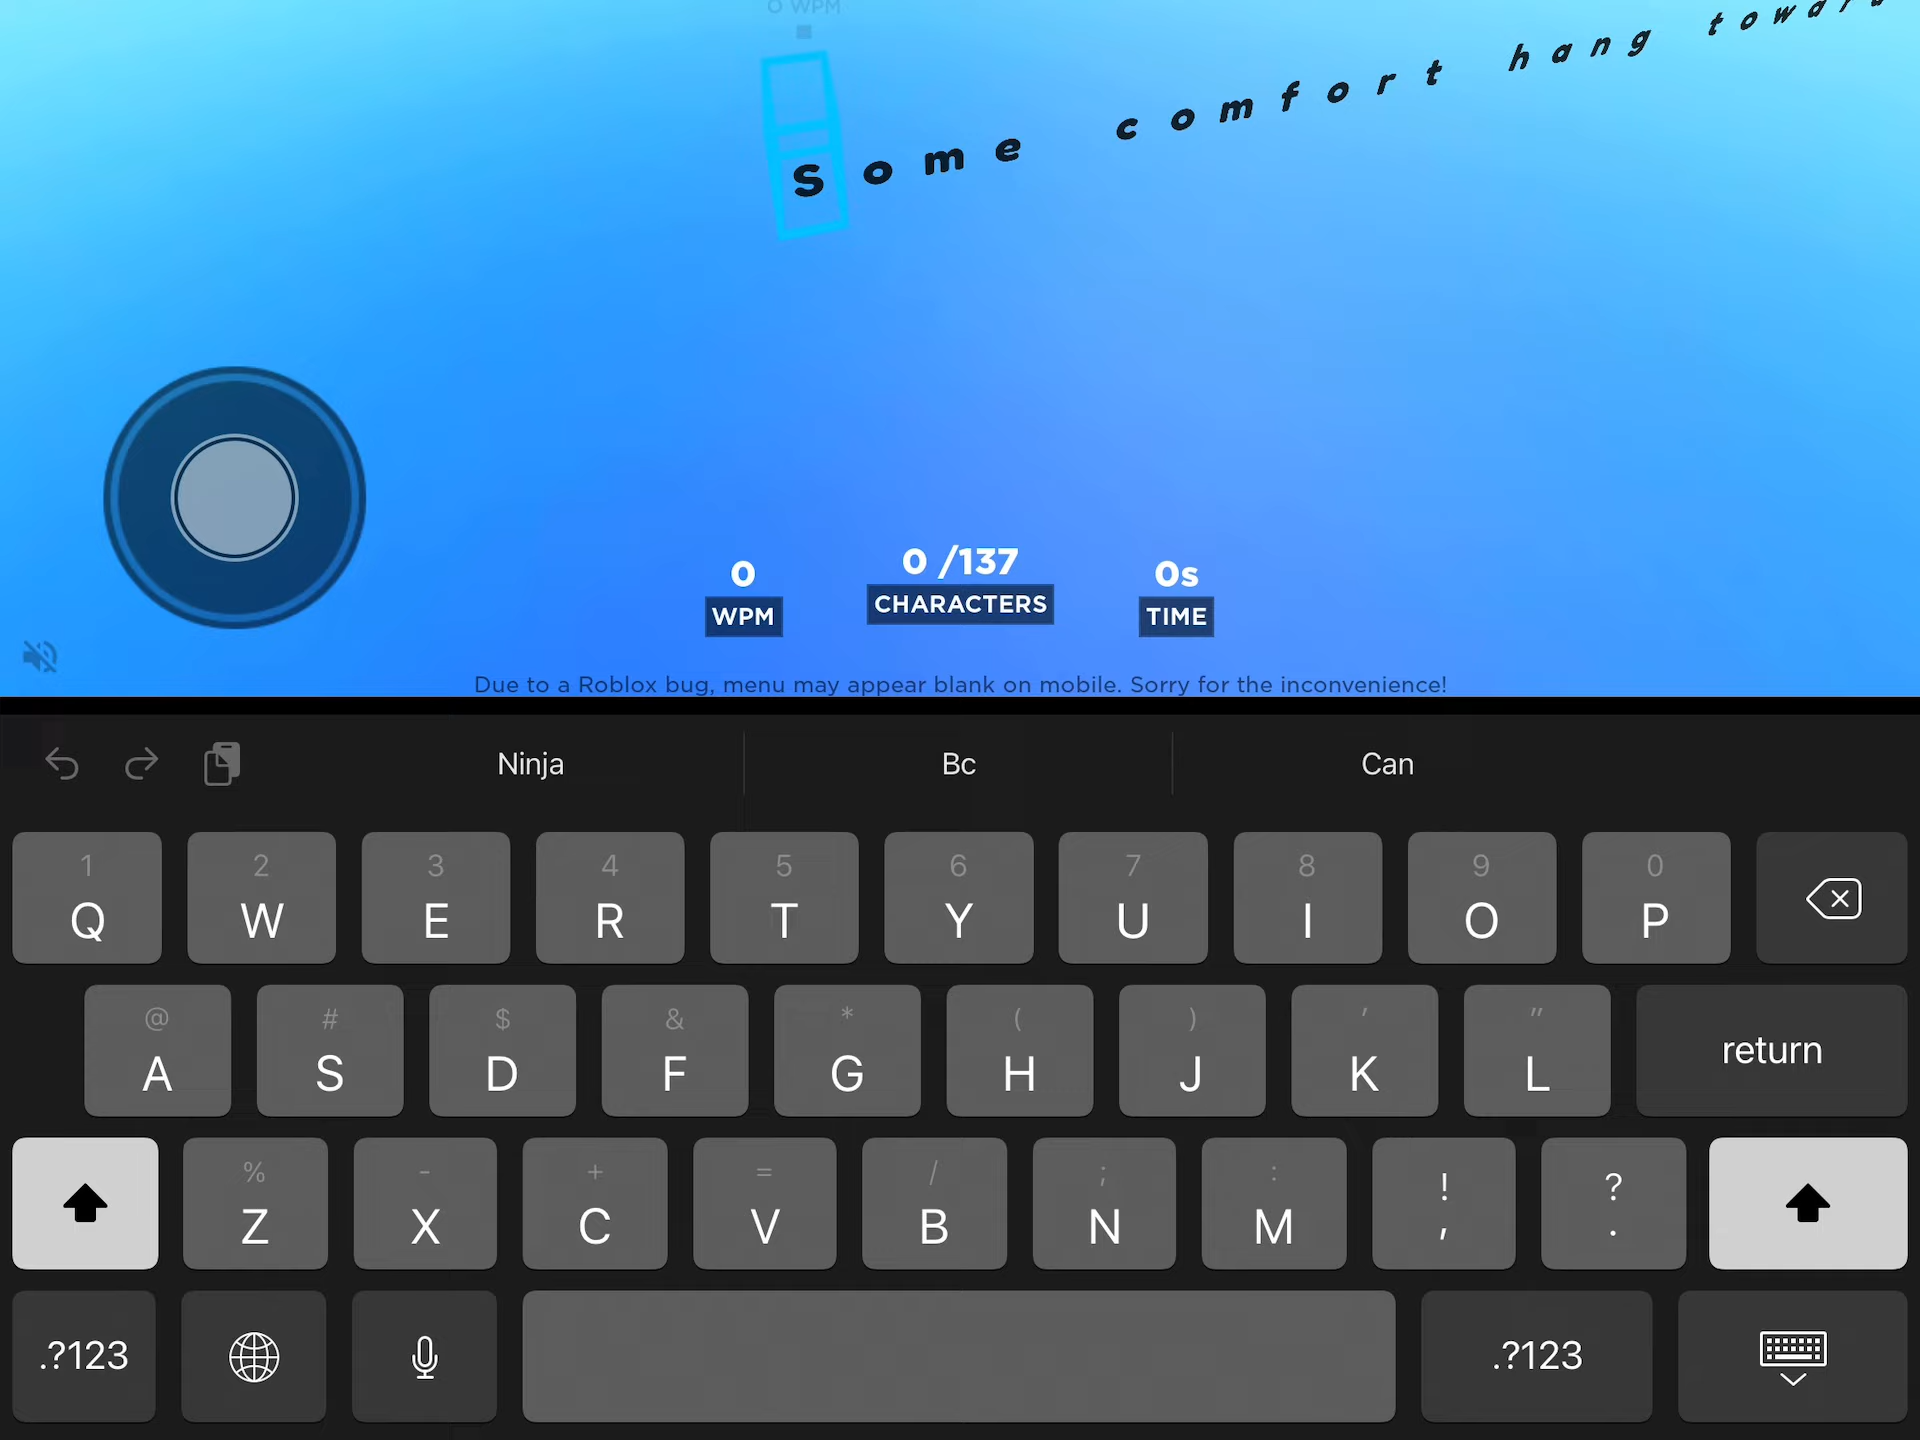 0 WPM
Some comfort hang
0 /137
CHARACTERS
0
WPM
0s
TIME
Due to a Roblox bug, menu may appear blank on mobile. Sorry for the inconvenience!
Ninja Bc Can
1 2 3 4 5 6 7 8 9 0
Q W E R T Y U I O P
@ # $ & * ( ) ' "
A S D F G H J K L return
% - + = / ; : ! ?
Z X C V B N M , .
.?123 .?123